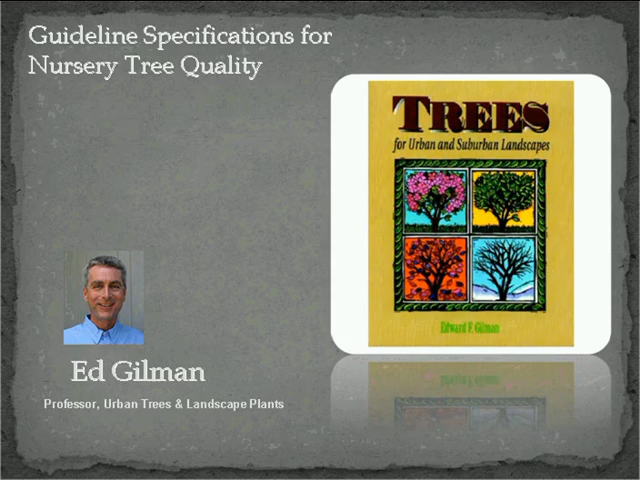 Guideline Specifications for
Nursery Tree Quality
TREES
for Urban and Suburban Landscapes
Edward F. Gilman
Ed Gilman
Professor, Urban Trees & Landscape Plants